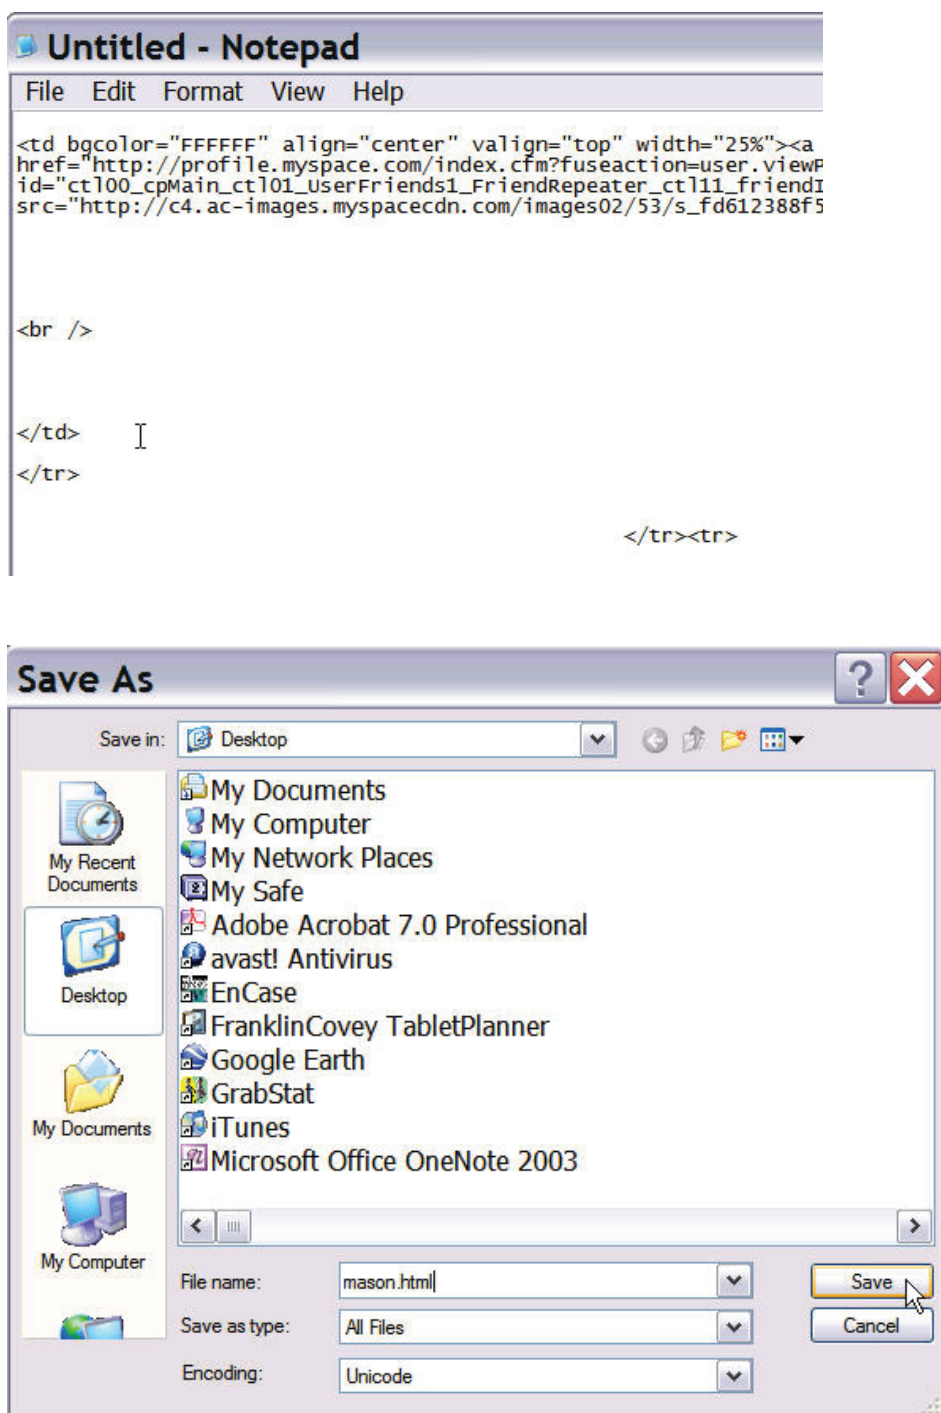 Untitled - Notepad
File Edit Format View Help
<td bgcolor="FFFFFF" align="center" valign="top" width="25%"><a
href="http://profile.myspace.com/index.cfm?fuseaction=user.viewP
id="ctl00_cpMain_ctl01_UserFriends1_FriendRepeater_ctl11_friendI
src="http://c4.ac-images.myspacecdn.com/images02/53/s_fd612388f5
<br />
</td>
</tr>
</tr><tr>
Save As
Save in: Desktop
My Recent
Documents
Desktop
My Documents
My Computer
My Documents
My Computer
My Network Places
My Safe
Adobe Acrobat 7.0 Professional
avast! Antivirus
EnCase
FranklinCovey TabletPlanner
Google Earth
GrabStat
iTunes
Microsoft Office OneNote 2003
File name: mason.html Save
Save as type: All Files Cancel
Encoding: Unicode